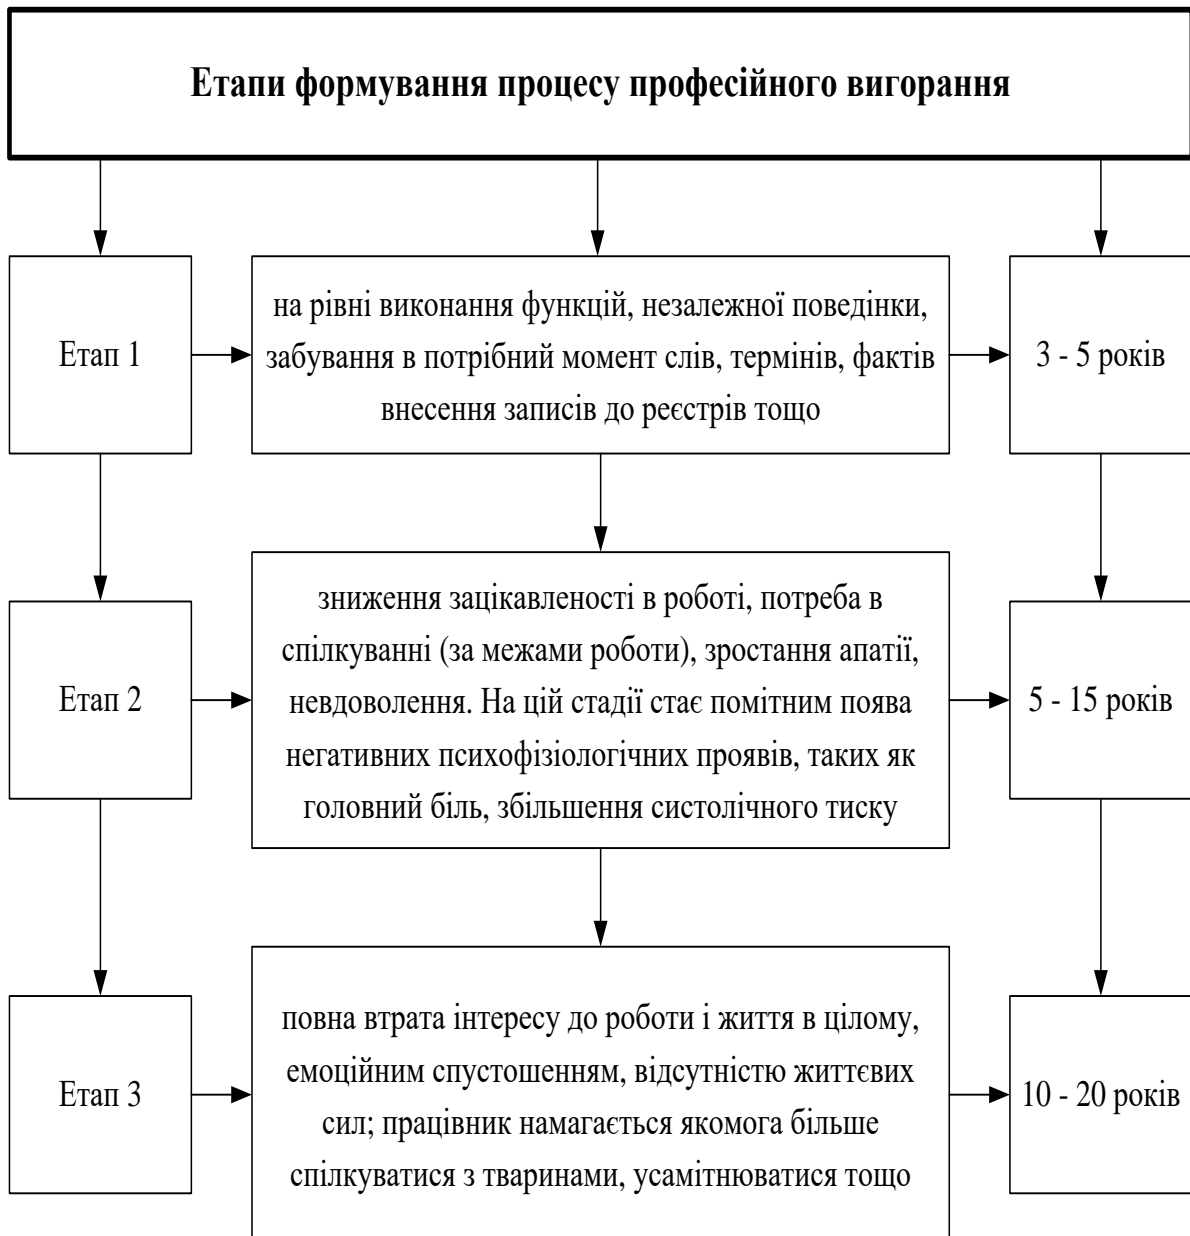 Етапи формування процесу професійного вигорання
Етап 1
на рівні виконання функцій, незалежної поведінки,
забування в потрібний момент слів, термінів, фактів
внесення записів до реєстрів тощо
3 - 5 років
Етап 2
зниження зацікавленості в роботі, потреба в
спілкуванні (за межами роботи), зростання апатії,
невдоволення. На цій стадії стає помітним поява
негативних психофізіологічних проявів, таких як
головний біль, збільшення систолічного тиску
5 - 15 років
Етап 3
повна втрата інтересу до роботи і життя в цілому,
емоційним спустошенням, відсутністю життєвих
сил; працівник намагається якомога більше
спілкуватися з тваринами, усамітнюватися тощо
10 - 20 років